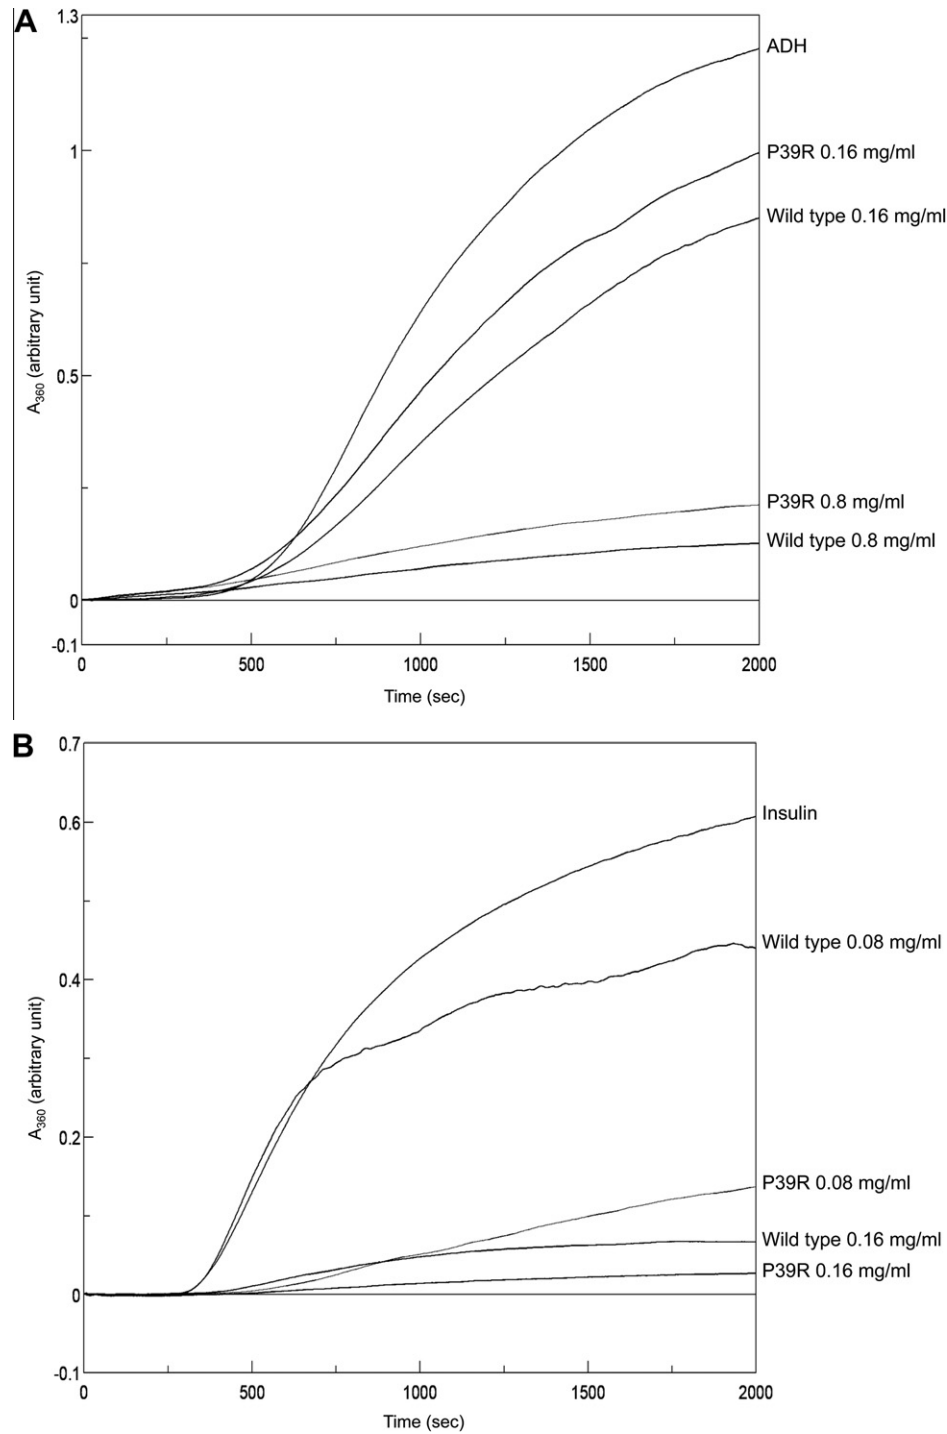 A
1.3
ADH
P39R 0.16 mg/ml
1
Wild type 0.16 mg/ml
A360 (arbitrary unit)
0.5
P39R 0.8 mg/ml
Wild type 0.8 mg/ml
0
-0.1
0 500 1000 1500 2000
Time (sec)
B
0.7
0.6
Insulin
Wild type 0.08 mg/ml
0.4
A360 (arbitrary unit)
0.2
P39R 0.08 mg/ml
Wild type 0.16 mg/ml
P39R 0.16 mg/ml
0
-0.1
0 500 1000 1500 2000
Time (sec)